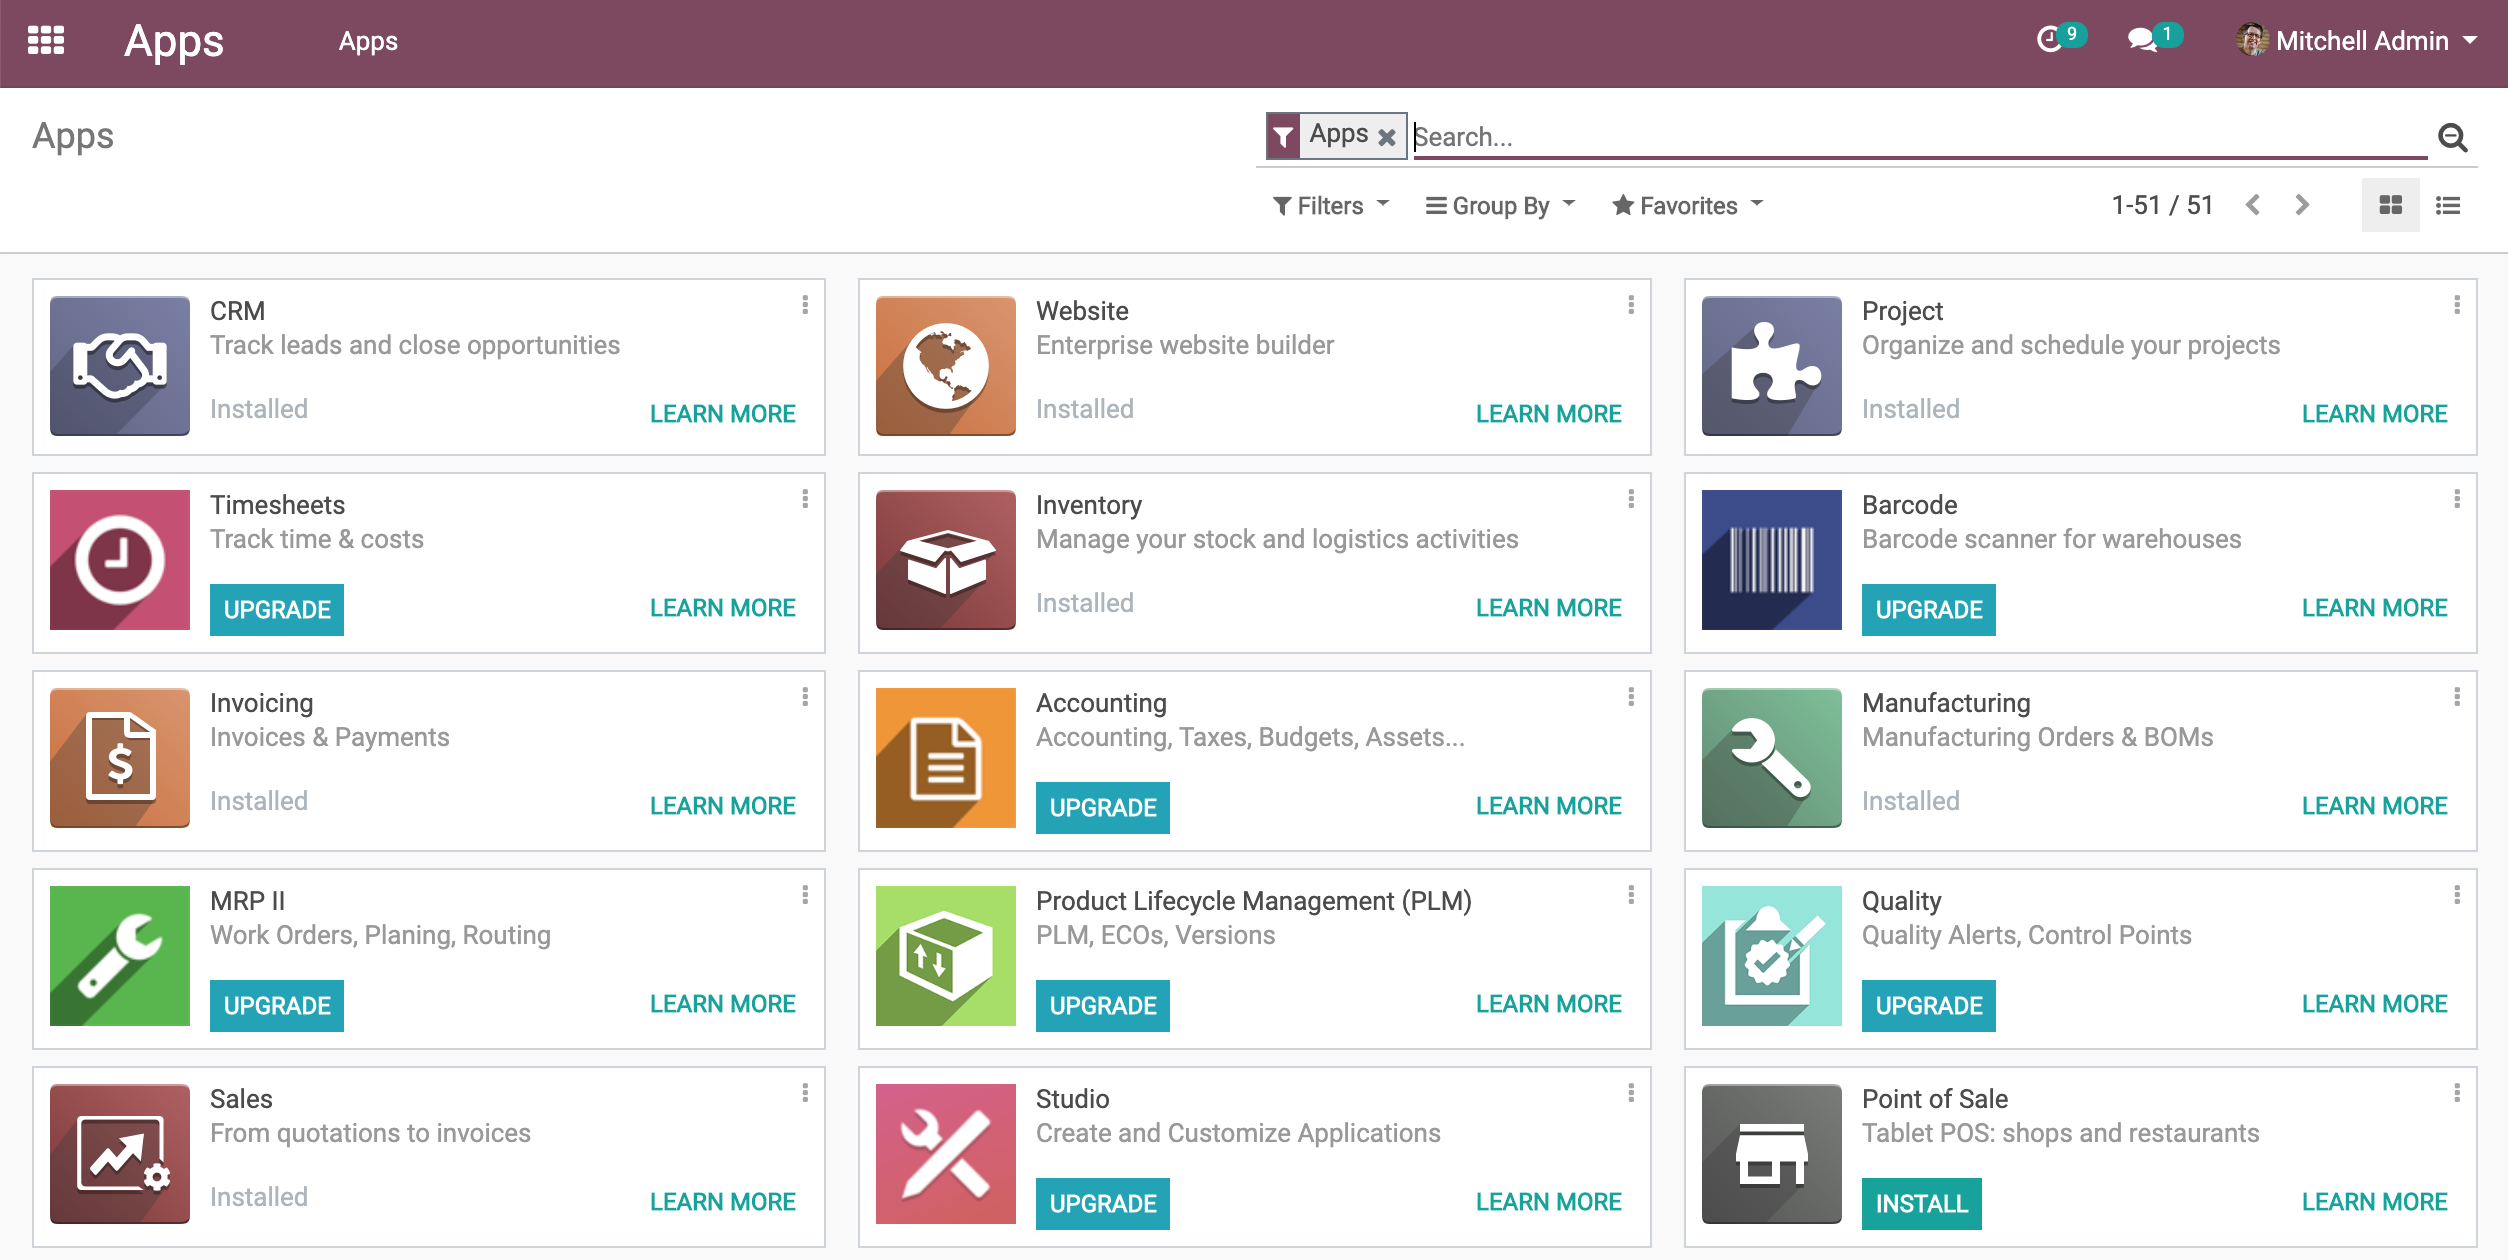 Apps
Apps
9
1
Mitchell Admin
Apps
Apps
Search...
Filters
Group By
Favorites
1-51 / 51
CRM
Track leads and close opportunities
Installed
LEARN MORE
Website
Enterprise website builder
Installed
LEARN MORE
Project
Organize and schedule your projects
Installed
LEARN MORE
Timesheets
Track time & costs
UPGRADE
LEARN MORE
Inventory
Manage your stock and logistics activities
Installed
LEARN MORE
Barcode
Barcode scanner for warehouses
UPGRADE
LEARN MORE
Invoicing
Invoices & Payments
Installed
LEARN MORE
Accounting
Accounting, Taxes, Budgets, Assets...
UPGRADE
LEARN MORE
Manufacturing
Manufacturing Orders & BOMs
Installed
LEARN MORE
MRP II
Work Orders, Planing, Routing
UPGRADE
LEARN MORE
Product Lifecycle Management (PLM)
PLM, ECOs, Versions
UPGRADE
LEARN MORE
Quality
Quality Alerts, Control Points
UPGRADE
LEARN MORE
Sales
From quotations to invoices
Installed
LEARN MORE
Studio
Create and Customize Applications
UPGRADE
LEARN MORE
Point of Sale
Tablet POS: shops and restaurants
INSTALL
LEARN MORE